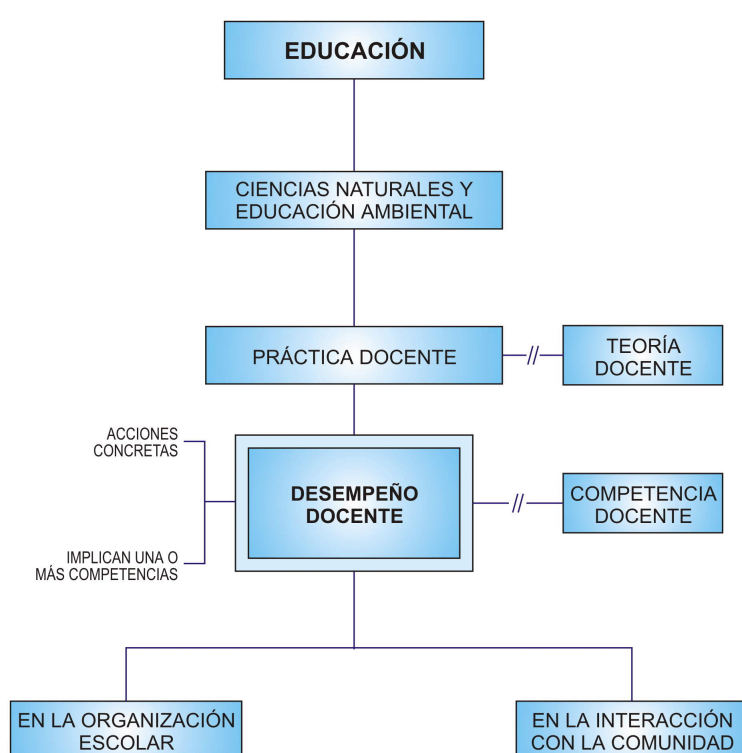 EDUCACIÓN
CIENCIAS NATURALES Y
EDUCACIÓN AMBIENTAL
PRÁCTICA DOCENTE
//
TEORÍA
DOCENTE
ACCIONES
CONCRETAS
DESEMPEÑO
DOCENTE
//
COMPETENCIA
DOCENTE
IMPLICAN UNA O
MÁS COMPETENCIAS
EN LA ORGANIZACIÓN
ESCOLAR
EN LA INTERACCIÓN
CON LA COMUNIDAD